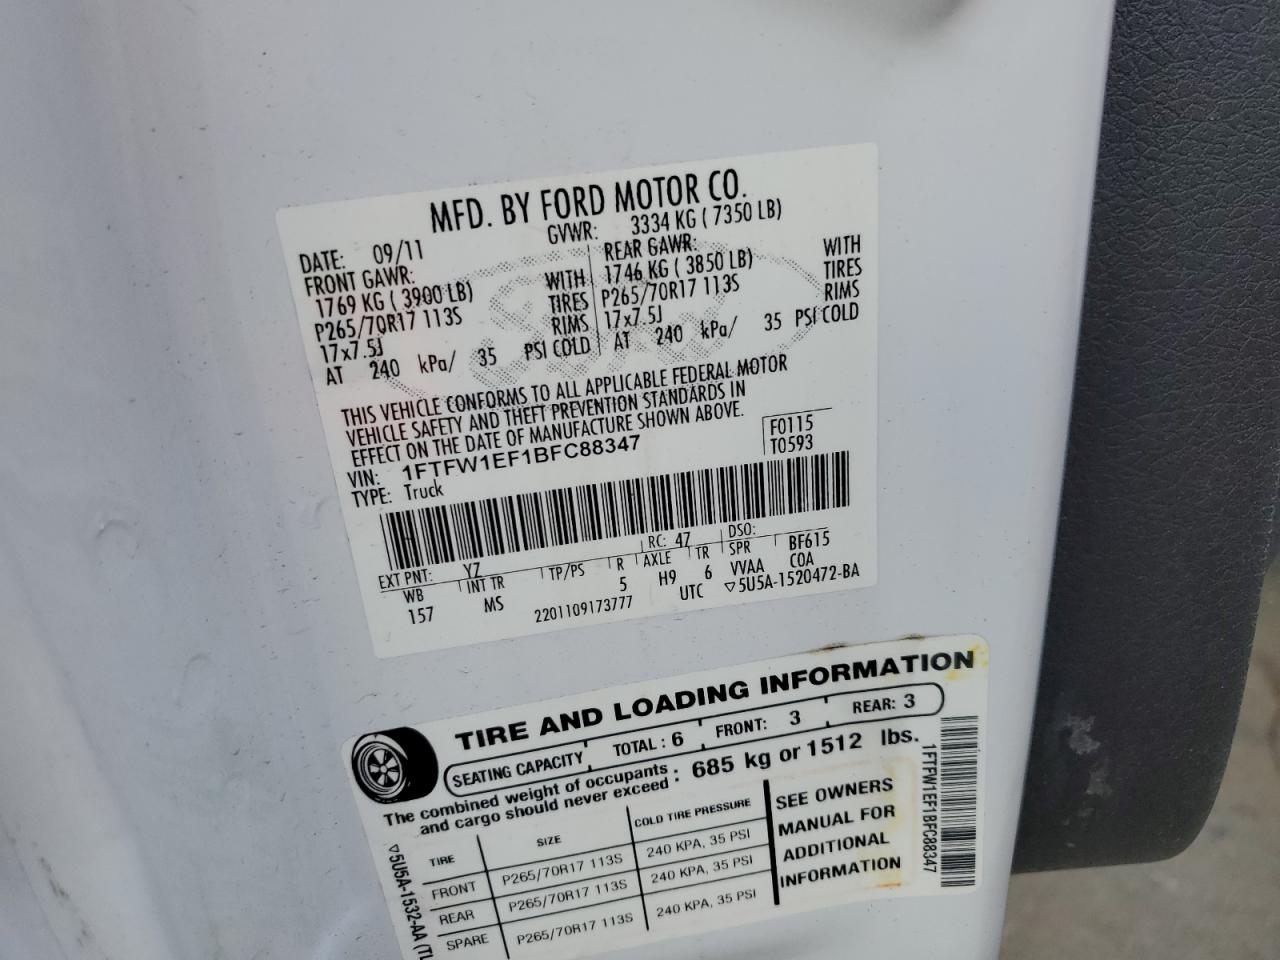 MFD. BY FORD MOTOR CO.
DATE: 09/11 GVWR: 3334 KG ( 7350 LB)
FRONT GAWR: REAR GAWR:
1769 KG ( 3900 LB) WITH 1746 KG ( 3850 LB) WITH
P265/70R17 113S TIRES P265/70R17 113S TIRES
17x7.5J RIMS 17x7.5J RIMS
AT 240 kPa/ 35 PSI COLD AT 240 kPa/ 35 PSI COLD
THIS VEHICLE CONFORMS TO ALL APPLICABLE FEDERAL MOTOR
VEHICLE SAFETY AND THEFT PREVENTION STANDARDS IN
EFFECT ON THE DATE OF MANUFACTURE SHOWN ABOVE.
VIN: 1FTFW1EF1BFC88347 F0115
TYPE: Truck T0593
EXT PNT: YZ RC: 47 DSO:
WB INT TR TP/PS R AXLE TR SPR BF615
157 MS 5 H9 6 VVAA COA
2201109173777 UTC ▽5U5A-1520472-BA
TIRE AND LOADING INFORMATION
SEATING CAPACITY TOTAL : 6 FRONT: 3 REAR: 3
The combined weight of occupants
and cargo should never exceed : 685 kg or 1512 lbs.
TIRE SIZE COLD TIRE PRESSURE
FRONT P265/70R17 113S 240 KPA, 35 PSI
REAR P265/70R17 113S 240 KPA, 35 PSI
SPARE P265/70R17 113S 240 KPA, 35 PSI
SEE OWNERS
MANUAL FOR
ADDITIONAL
INFORMATION
1FTFW1EF1BFC88347
▽5U5A-1532-AA (TL